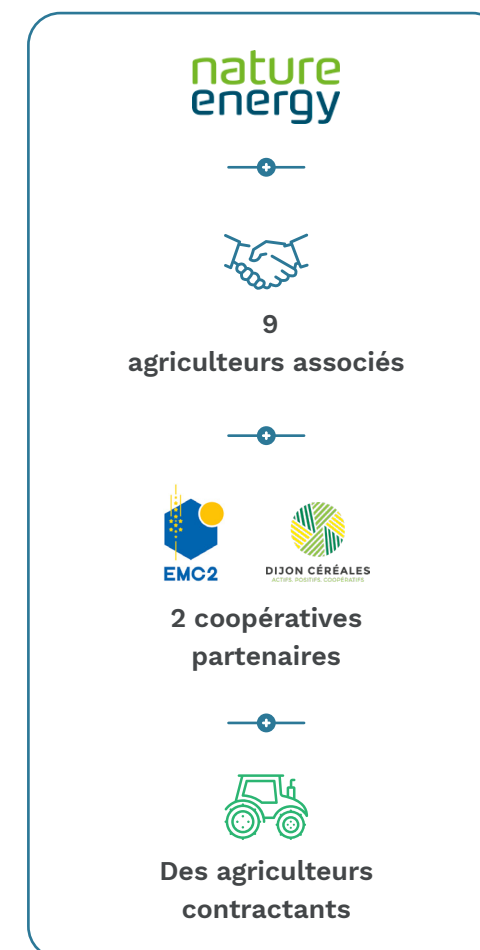 nature
energy
9
agriculteurs associés
EMC2
DIJON CÉRÉALES
ACTIFS, POSITIFS, COOPÉRATIFS
2 coopératives
partenaires
Des agriculteurs
contractants